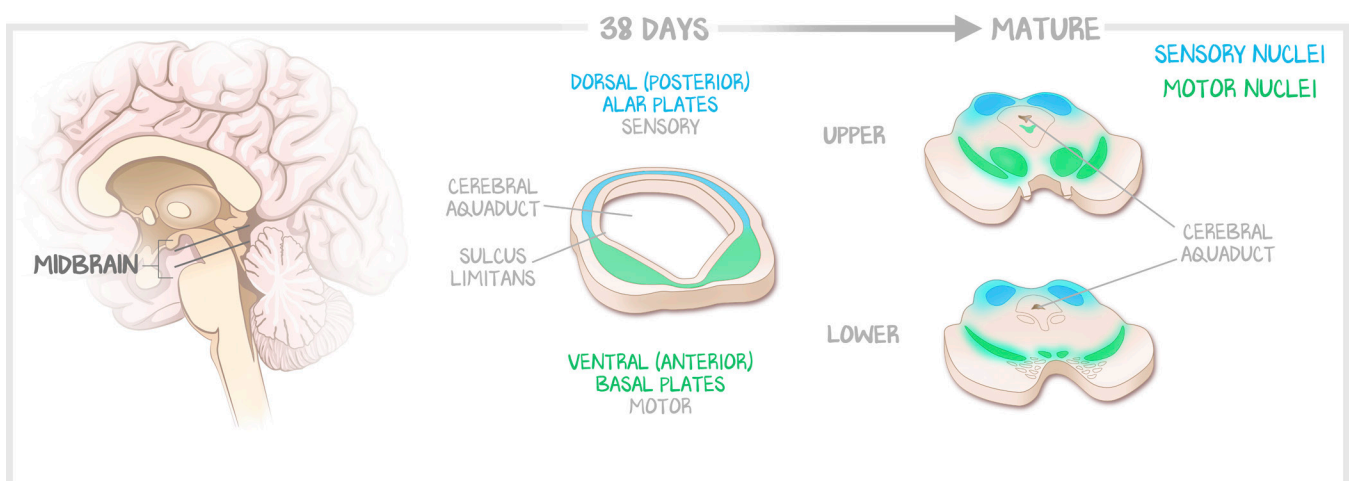 38 DAYS
MATURE
SENSORY NUCLEI
MOTOR NUCLEI
DORSAL (POSTERIOR)
ALAR PLATES
SENSORY
UPPER
CEREBRAL
AQUADUCT
SULCUS
LIMITANS
MIDBRAIN
CEREBRAL
AQUADUCT
LOWER
VENTRAL (ANTERIOR)
BASAL PLATES
MOTOR